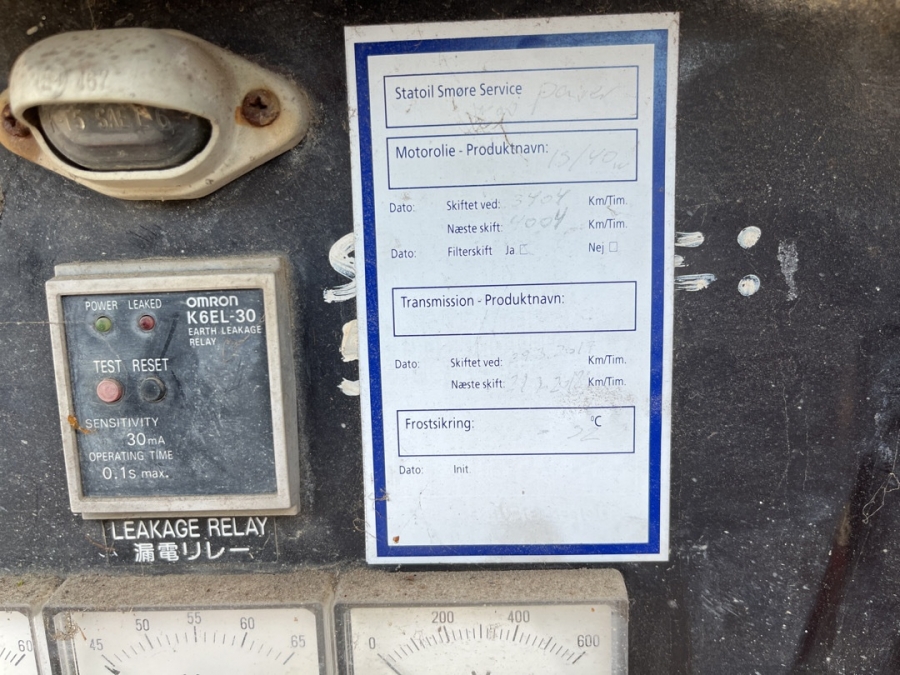 POWER LEAKED
OMRON
K6EL-30
EARTH LEAKAGE
RELAY
TEST RESET
SENSITIVITY
30mA
OPERATING TIME
0.1s max.
LEAKAGE RELAY
漏電リレー
Statoil Smøre Service
Motorolie - Produktnavn: 15/40w
Dato: Skiftet ved: 3404 Km/Tim.
Næste skift: 4004 Km/Tim.
Dato: Filterskift Ja Nej
Transmission - Produktnavn:
Dato: Skiftet ved: Km/Tim.
Næste skift: Km/Tim.
Frostsikring: °C
Dato: Init.
60
45 50 55 60 65
0 200 400 600